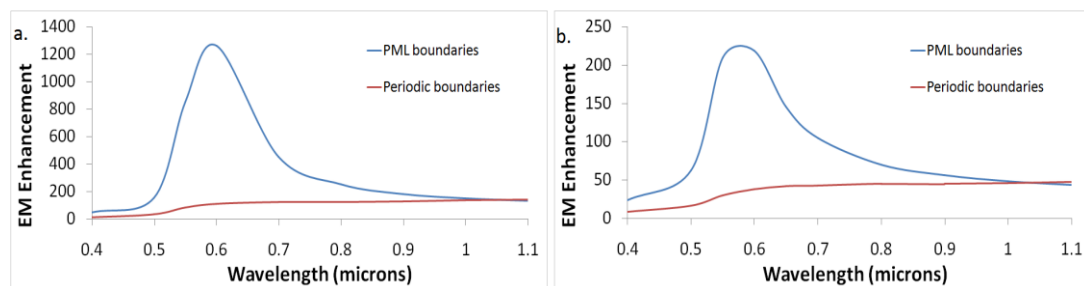 a.
EM Enhancement
1400
1200
1000
800
600
400
200
0
PML boundaries
Periodic boundaries
0.4 0.5 0.6 0.7 0.8 0.9 1 1.1
Wavelength (microns)
b.
EM Enhancement
250
200
150
100
50
0
PML boundaries
Periodic boundaries
0.4 0.5 0.6 0.7 0.8 0.9 1 1.1
Wavelength (microns)